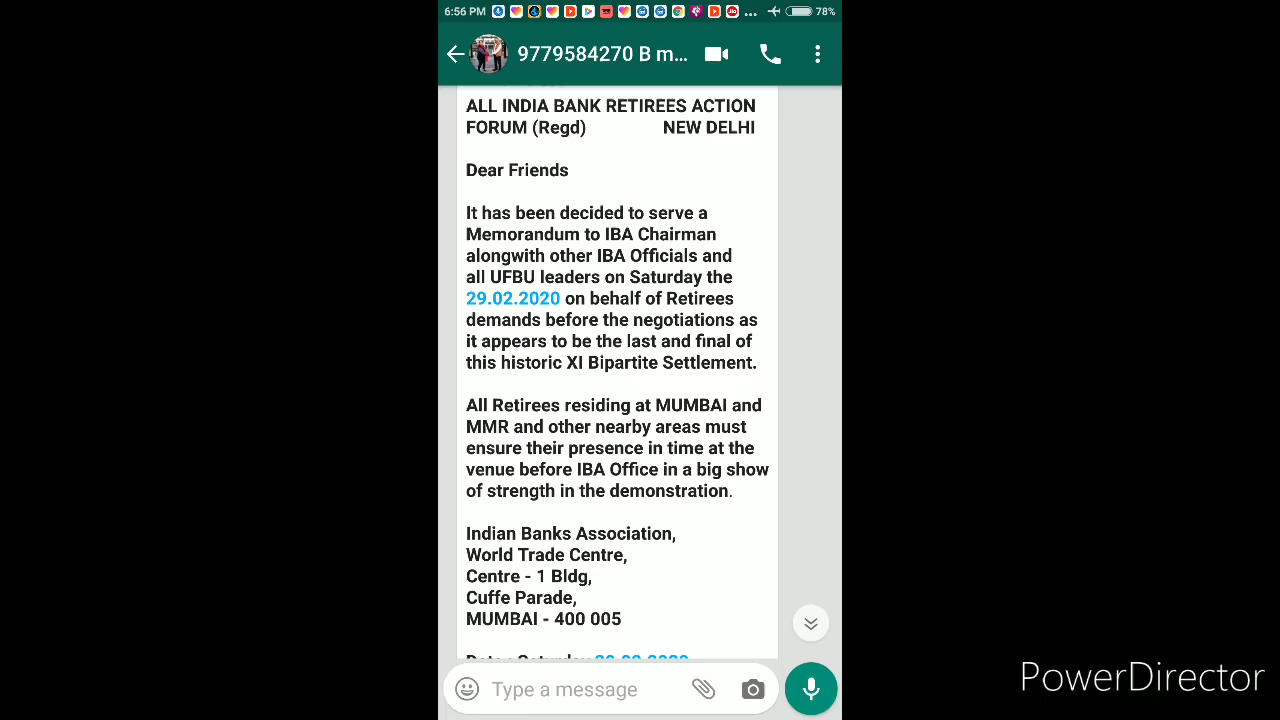 6:56 PM ... 78%
9779584270 B m...
ALL INDIA BANK RETIREES ACTION
FORUM (Regd) NEW DELHI
Dear Friends
It has been decided to serve a
Memorandum to IBA Chairman
alongwith other IBA Officials and
all UFBU leaders on Saturday the
29.02.2020 on behalf of Retirees
demands before the negotiations as
it appears to be the last and final of
this historic XI Bipartite Settlement.
All Retirees residing at MUMBAI and
MMR and other nearby areas must
ensure their presence in time at the
venue before IBA Office in a big show
of strength in the demonstration.
Indian Banks Association,
World Trade Centre,
Centre - 1 Bldg,
Cuffe Parade,
MUMBAI - 400 005
Type a message
PowerDirector